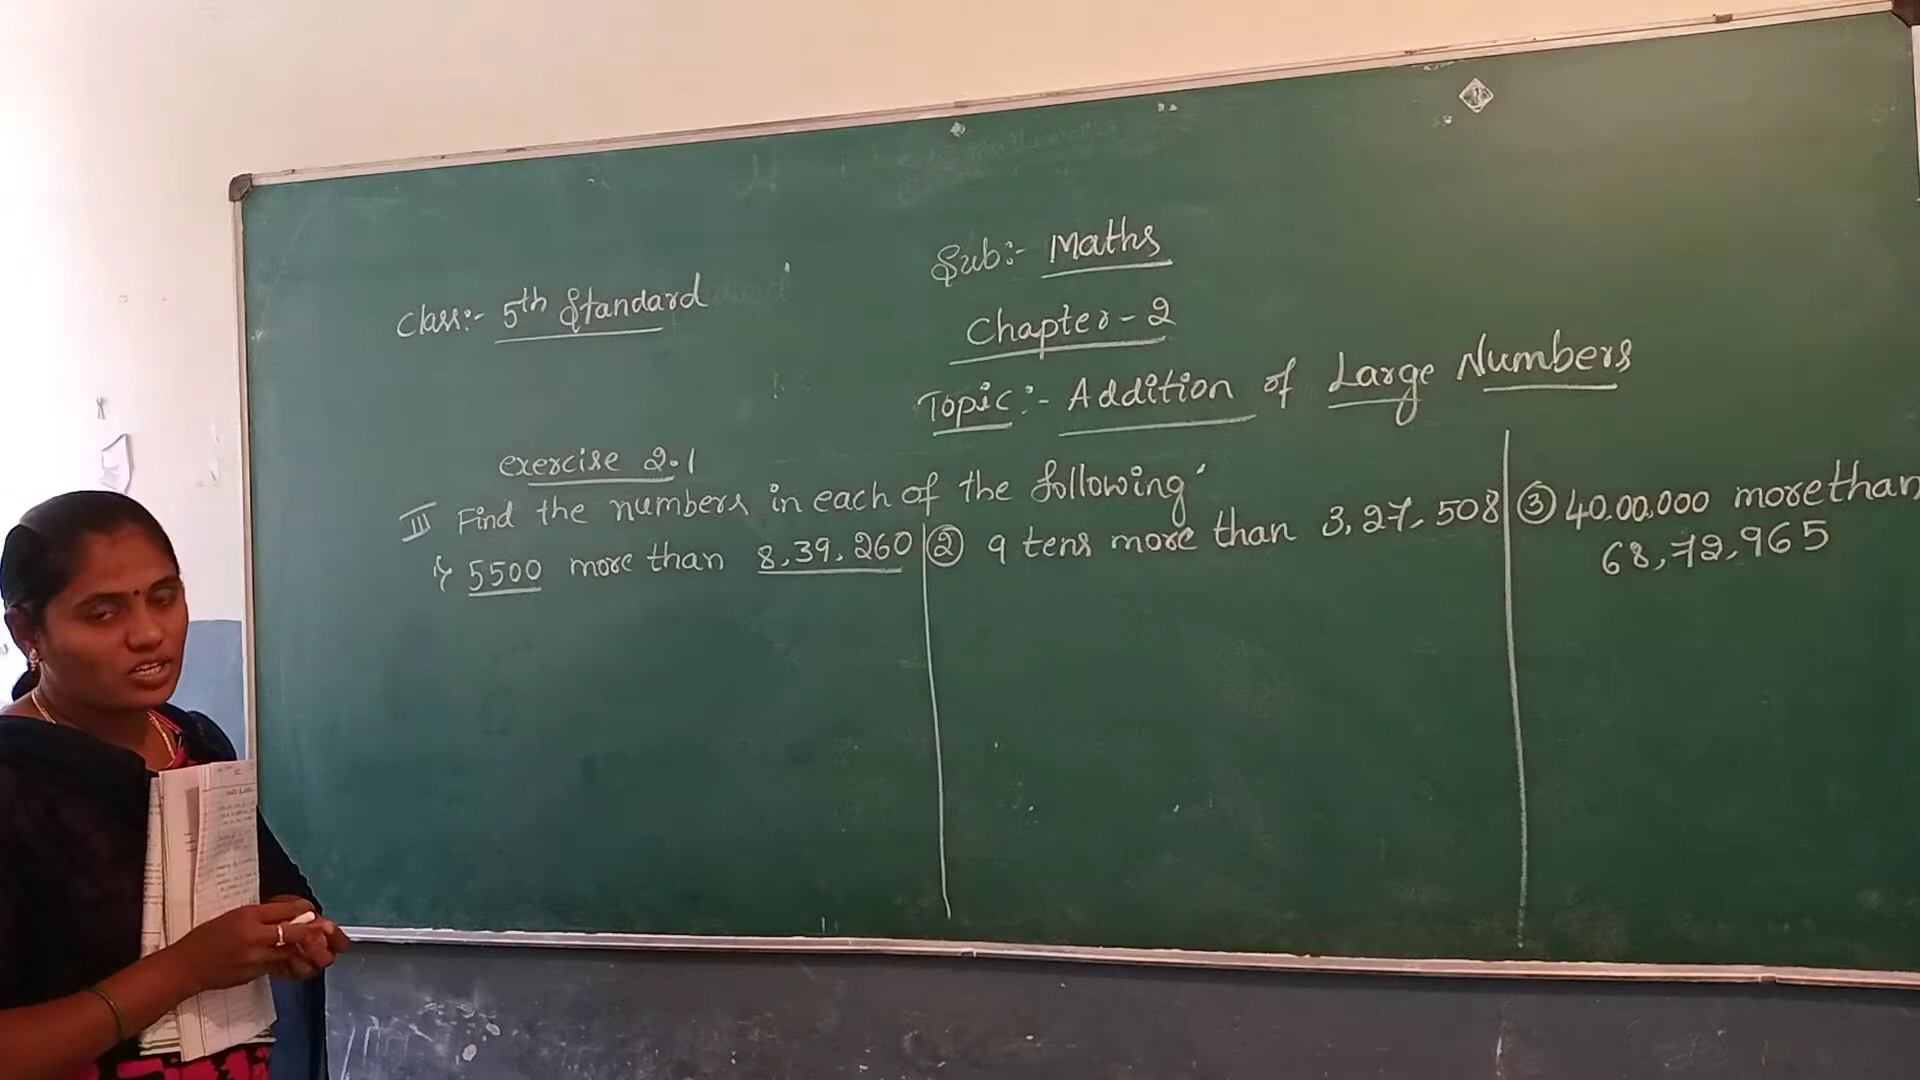 Sub:- Maths
Class:- 5th Standard
Chapter-2
Topic:- Addition of Large Numbers
exercise 2.1
III Find the numbers in each of the following
1) 5500 more than 8,39,260
② 9 tens more than 3,27,508
③ 40,00,000 more than
68,72,965